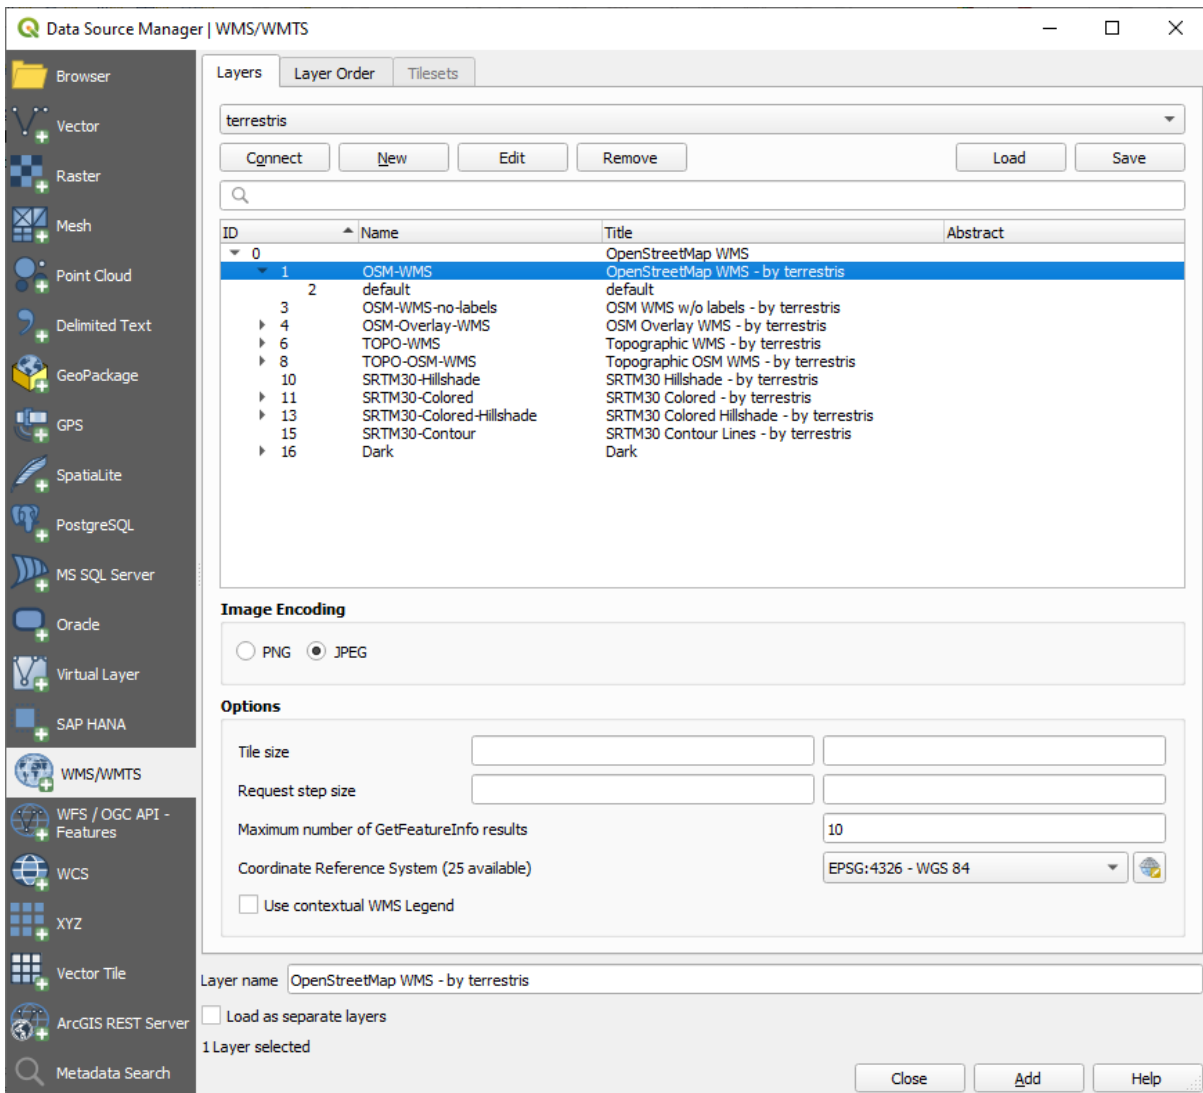 Data Source Manager | WMS/WMTS
Browser
Vector
Raster
Mesh
Point Cloud
Delimited Text
GeoPackage
GPS
SpatiaLite
PostgreSQL
MS SQL Server
Oracle
Virtual Layer
SAP HANA
WMS/WMTS
WFS / OGC API -
Features
WCS
XYZ
Vector Tile
ArcGIS REST Server
Metadata Search
Layers Layer Order Tilesets
terrestris
Connect New Edit Remove Load Save
ID Name Title Abstract
0 OpenStreetMap WMS
1 OSM-WMS OpenStreetMap WMS - by terrestris
2 default default
3 OSM-WMS-no-labels OSM WMS w/o labels - by terrestris
4 OSM-Overlay-WMS OSM Overlay WMS - by terrestris
6 TOPO-WMS Topographic WMS - by terrestris
8 TOPO-OSM-WMS Topographic OSM WMS - by terrestris
10 SRTM30-Hillshade SRTM30 Hillshade - by terrestris
11 SRTM30-Colored SRTM30 Colored - by terrestris
13 SRTM30-Colored-Hillshade SRTM30 Colored Hillshade - by terrestris
15 SRTM30-Contour SRTM30 Contour Lines - by terrestris
16 Dark Dark
Image Encoding
PNG JPEG
Options
Tile size
Request step size
Maximum number of GetFeatureInfo results 10
Coordinate Reference System (25 available) EPSG:4326 - WGS 84
Use contextual WMS Legend
Layer name OpenStreetMap WMS - by terrestris
Load as separate layers
1 Layer selected
Close Add Help